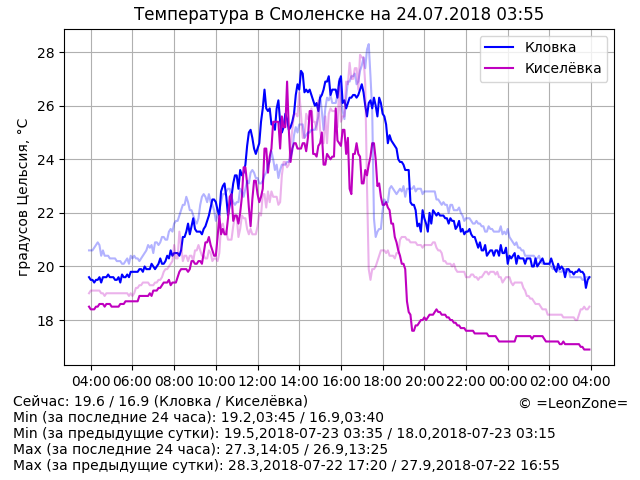 Температура в Смоленске на 24.07.2018 03:55
Кловка
Киселёвка
градусов Цельсия, °C
28
26
24
22
20
18
04:00 06:00 08:00 10:00 12:00 14:00 16:00 18:00 20:00 22:00 00:00 02:00 04:00
Сейчас: 19.6 / 16.9 (Кловка / Киселёвка)
© =LeonZone=
Min (за последние 24 часа): 19.2,03:45 / 16.9,03:40
Min (за предыдущие сутки): 19.5,2018-07-23 03:35 / 18.0,2018-07-23 03:15
Max (за последние 24 часа): 27.3,14:05 / 26.9,13:25
Max (за предыдущие сутки): 28.3,2018-07-22 17:20 / 27.9,2018-07-22 16:55